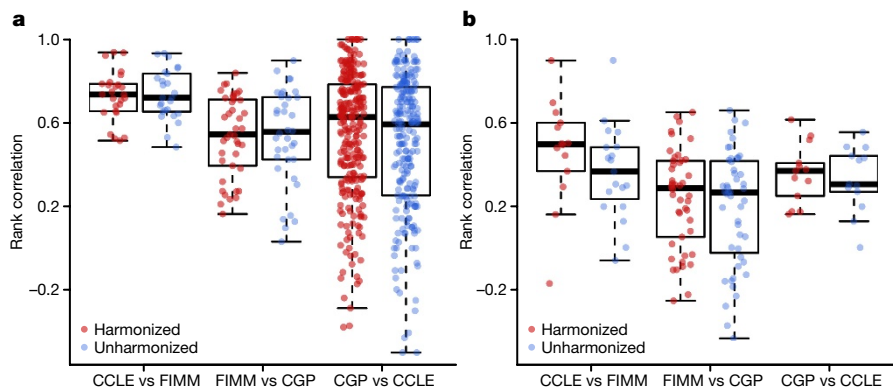 a
Rank correlation
1.0
0.6
0.2
−0.2
Harmonized
Unharmonized
CCLE vs FIMM
FIMM vs CGP
CGP vs CCLE
b
Rank correlation
1.0
0.6
0.2
−0.2
Harmonized
Unharmonized
CCLE vs FIMM
FIMM vs CGP
CGP vs CCLE